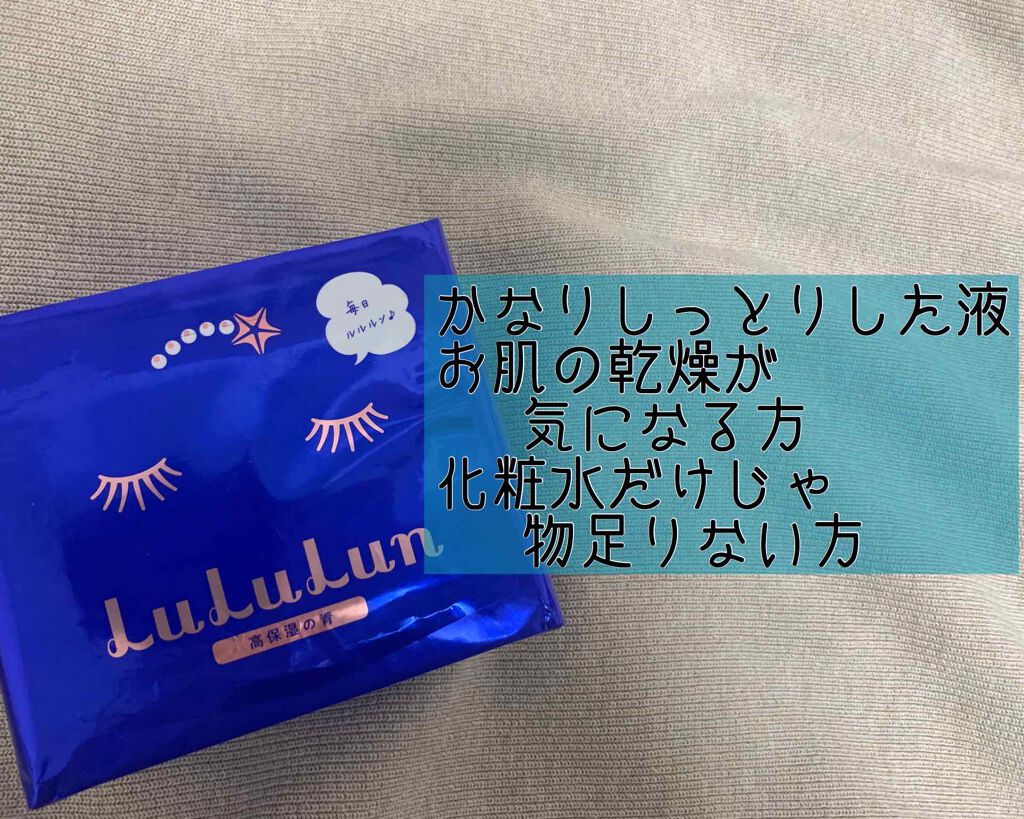 毎日
ルルルン♪
LuLuLun
高保湿の青
かなりしっとりした液
お肌の乾燥が
気になる方
化粧水だけじゃ
物足りない方